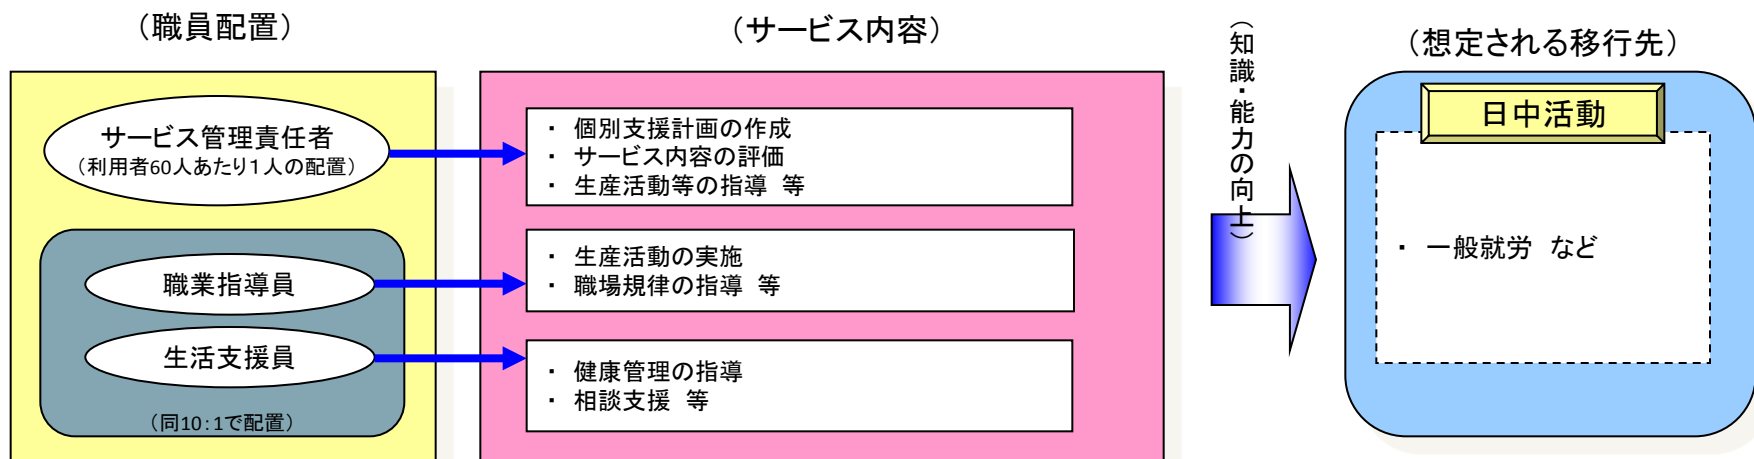 （職員配置）
サービス管理責任者
（利用者60人あたり1人の配置）
職業指導員
生活支援員
（同10：1で配置）
（サービス内容）
・ 個別支援計画の作成
・ サービス内容の評価
・ 生産活動等の指導 等
・ 生産活動の実施
・ 職場規律の指導 等
・ 健康管理の指導
・ 相談支援 等
（知識・能力の向上）
（想定される移行先）
日中活動
・ 一般就労 など